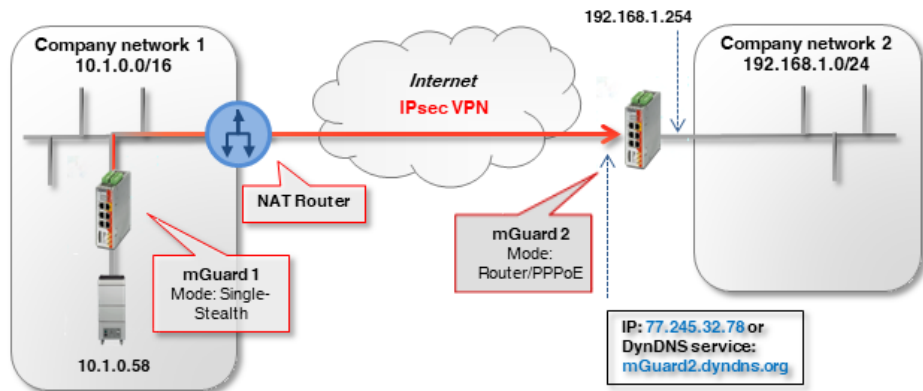 192.168.1.254
Company network 1
10.1.0.0/16
Internet
IPsec VPN
Company network 2
192.168.1.0/24
NAT Router
mGuard 1
Mode: Single-
Stealth
10.1.0.58
mGuard 2
Mode:
Router/PPPoE
IP: 77.245.32.78 or
DynDNS service:
mGuard2.dyndns.org